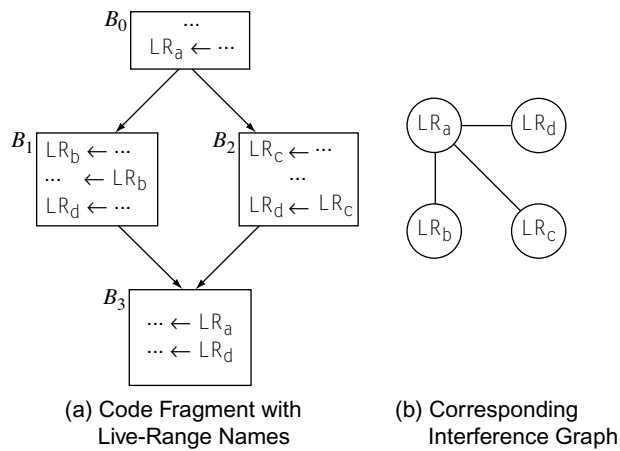 B0
...
LRa ← ...
B1
LRb ← ...
... ← LRb
LRd ← ...
B2
LRc ← ...
...
LRd ← LRc
B3
... ← LRa
... ← LRd
(a) Code Fragment with
Live-Range Names
LRa
LRd
LRb
LRc
(b) Corresponding
Interference Graph